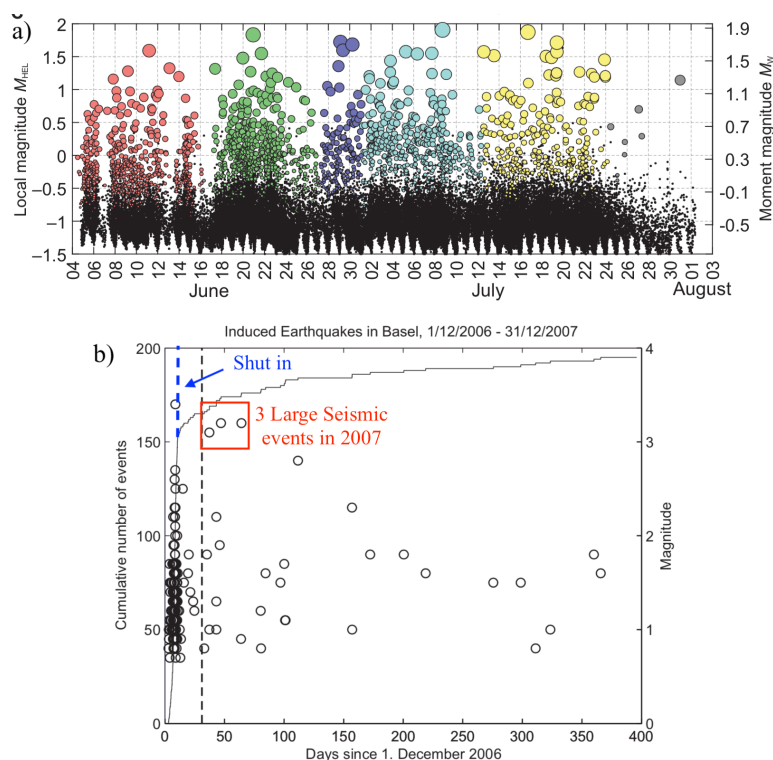 a)
Local magnitude M_HEL
2
1.5
1
0.5
0
−0.5
−1
−1.5
1.9
1.5
1.1
0.7
0.3
-0.1
-0.5
Moment magnitude M_W
04 06 08 10 12 14 16 18 20 22 24 26 28 30 02 04 06 08 10 12 14 16 18 20 22 24 26 28 30 01 03
June July August
b)
Induced Earthquakes in Basel, 1/12/2006 - 31/12/2007
Cumulative number of events
200
150
100
50
0
Shut in
3 Large Seismic
events in 2007
4
3
2
1
0
Magnitude
0 50 100 150 200 250 300 350 400
Days since 1. December 2006